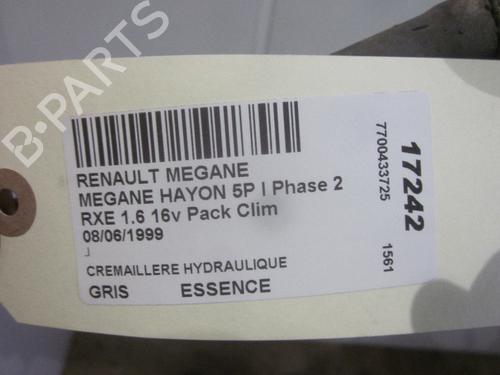 B-PARTS
RENAULT MEGANE
MEGANE HAYON 5P I Phase 2
RXE 1.6 16v Pack Clim
08/06/1999
J
CREMAILLERE HYDRAULIQUE
GRIS ESSENCE
7700433725
17242
1561